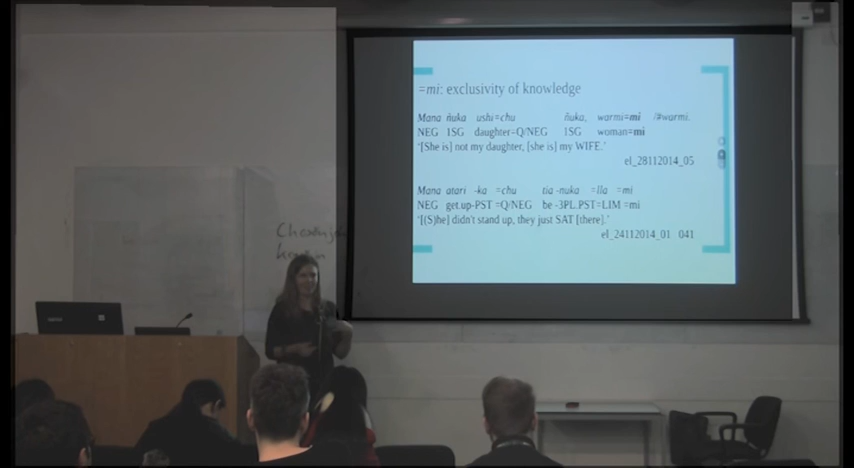 =mi: exclusivity of knowledge
Mana ñuka ushi=chu ñuka, warmi=mi /#warmi.
NEG 1SG daughter=Q/NEG 1SG woman=mi
‘[She is] not my daughter, [she is] my WIFE.’
el_28112014_05
Mana atari -ka =chu tia -nuka =lla =mi
NEG get.up-PST =Q/NEG be -3PL.PST=LIM =mi
‘[(S)he] didn't stand up, they just SAT [there].’
el_24112014_01 041